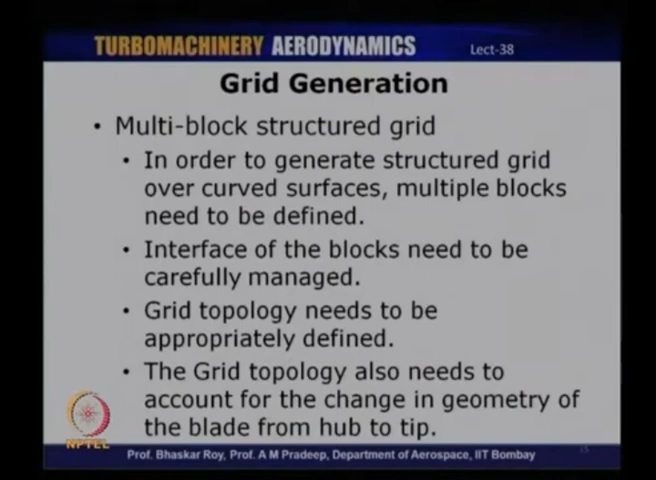 TURBOMACHINERY AERODYNAMICS Lect-38
Grid Generation
• Multi-block structured grid
• In order to generate structured grid
over curved surfaces, multiple blocks
need to be defined.
• Interface of the blocks need to be
carefully managed.
• Grid topology needs to be
appropriately defined.
• The Grid topology also needs to
account for the change in geometry of
the blade from hub to tip.
NPTEL
Prof. Bhaskar Roy, Prof. A M Pradeep, Department of Aerospace, IIT Bombay